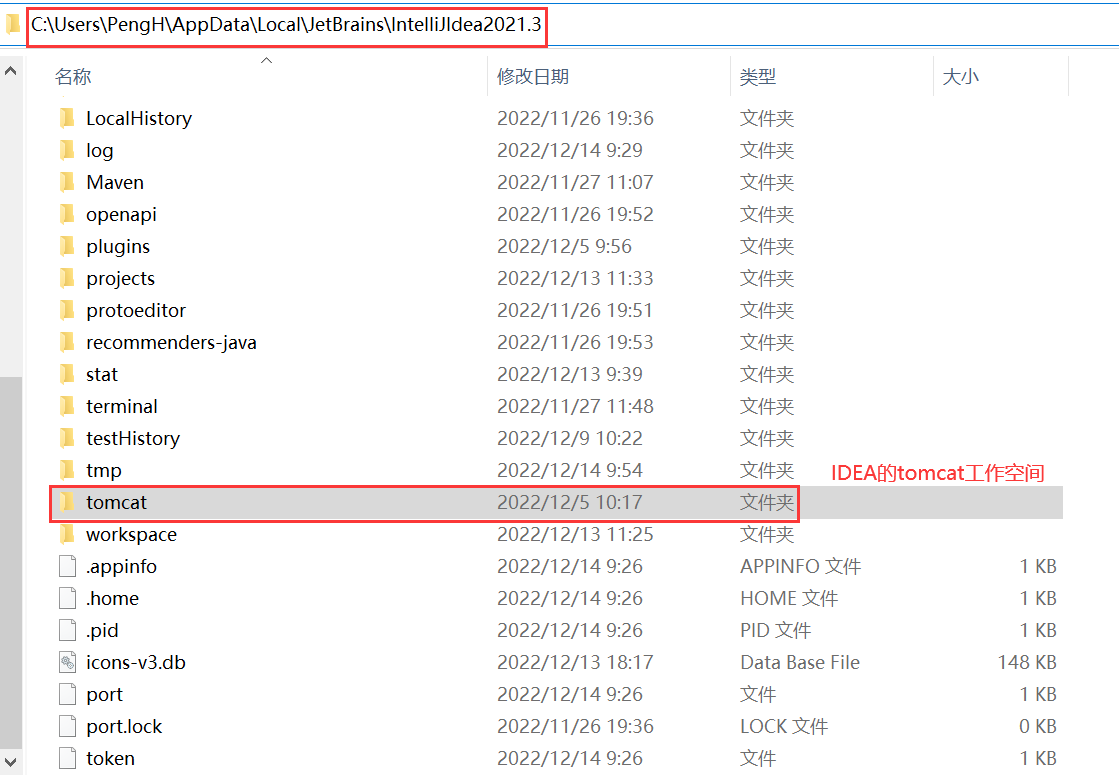 C:\Users\PengH\AppData\Local\JetBrains\IntelliJIdea2021.3
名称 修改日期 类型 大小
LocalHistory 2022/11/26 19:36 文件夹
log 2022/12/14 9:29 文件夹
Maven 2022/11/27 11:07 文件夹
openapi 2022/11/26 19:52 文件夹
plugins 2022/12/5 9:56 文件夹
projects 2022/12/13 11:33 文件夹
protoeditor 2022/11/26 19:51 文件夹
recommenders-java 2022/11/26 19:53 文件夹
stat 2022/12/13 9:39 文件夹
terminal 2022/11/27 11:48 文件夹
testHistory 2022/12/9 10:22 文件夹
tmp 2022/12/14 9:54 文件夹 IDEA的tomcat工作空间
tomcat 2022/12/5 10:17 文件夹
workspace 2022/12/13 11:25 文件夹
.appinfo 2022/12/14 9:26 APPINFO 文件 1 KB
.home 2022/12/14 9:26 HOME 文件 1 KB
.pid 2022/12/14 9:26 PID 文件 1 KB
icons-v3.db 2022/12/13 18:17 Data Base File 148 KB
port 2022/12/14 9:26 文件 1 KB
port.lock 2022/11/26 19:36 LOCK 文件 0 KB
token 2022/12/14 9:26 文件 1 KB